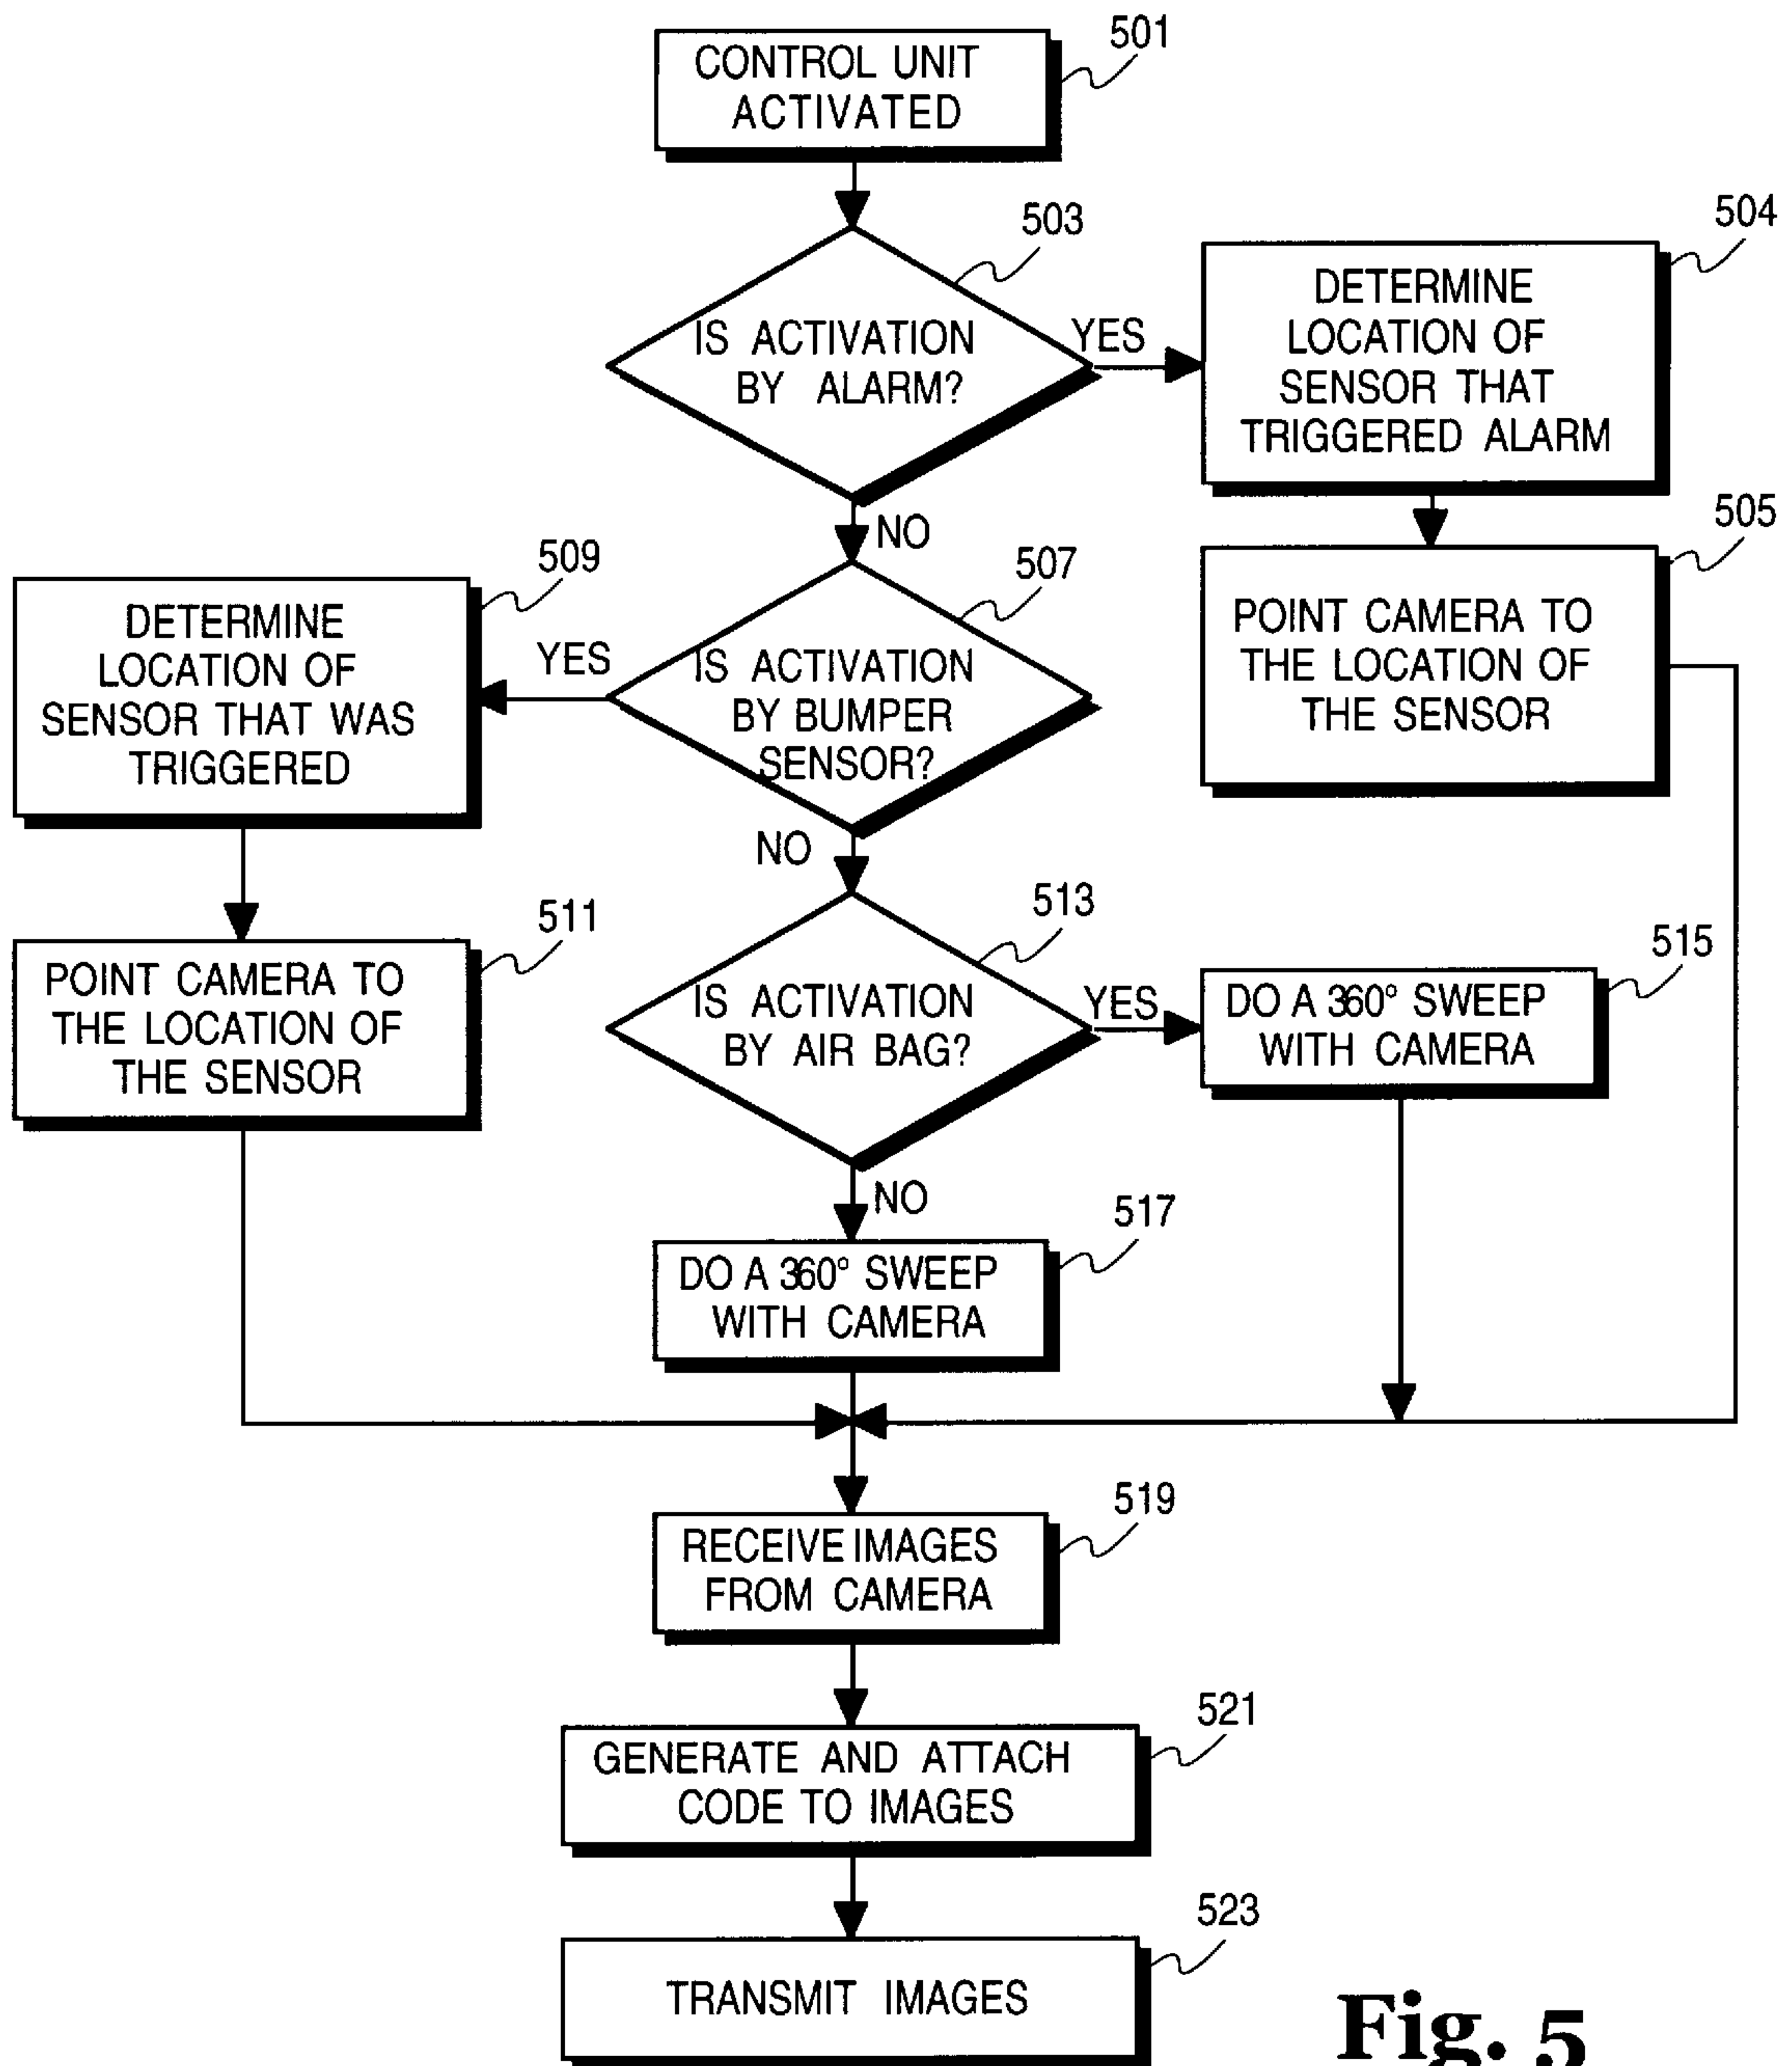 501
CONTROL UNIT
ACTIVATED
503
IS ACTIVATION
BY ALARM?
YES
504
DETERMINE
LOCATION OF
SENSOR THAT
TRIGGERED ALARM
NO
505
POINT CAMERA TO
THE LOCATION OF
THE SENSOR
507
IS ACTIVATION
BY BUMPER
SENSOR?
YES
509
DETERMINE
LOCATION OF
SENSOR THAT WAS
TRIGGERED
NO
511
POINT CAMERA TO
THE LOCATION OF
THE SENSOR
513
IS ACTIVATION
BY AIR BAG?
YES
515
DO A 360° SWEEP
WITH CAMERA
NO
517
DO A 360° SWEEP
WITH CAMERA
519
RECEIVE IMAGES
FROM CAMERA
521
GENERATE AND ATTACH
CODE TO IMAGES
523
TRANSMIT IMAGES
Fig. 5